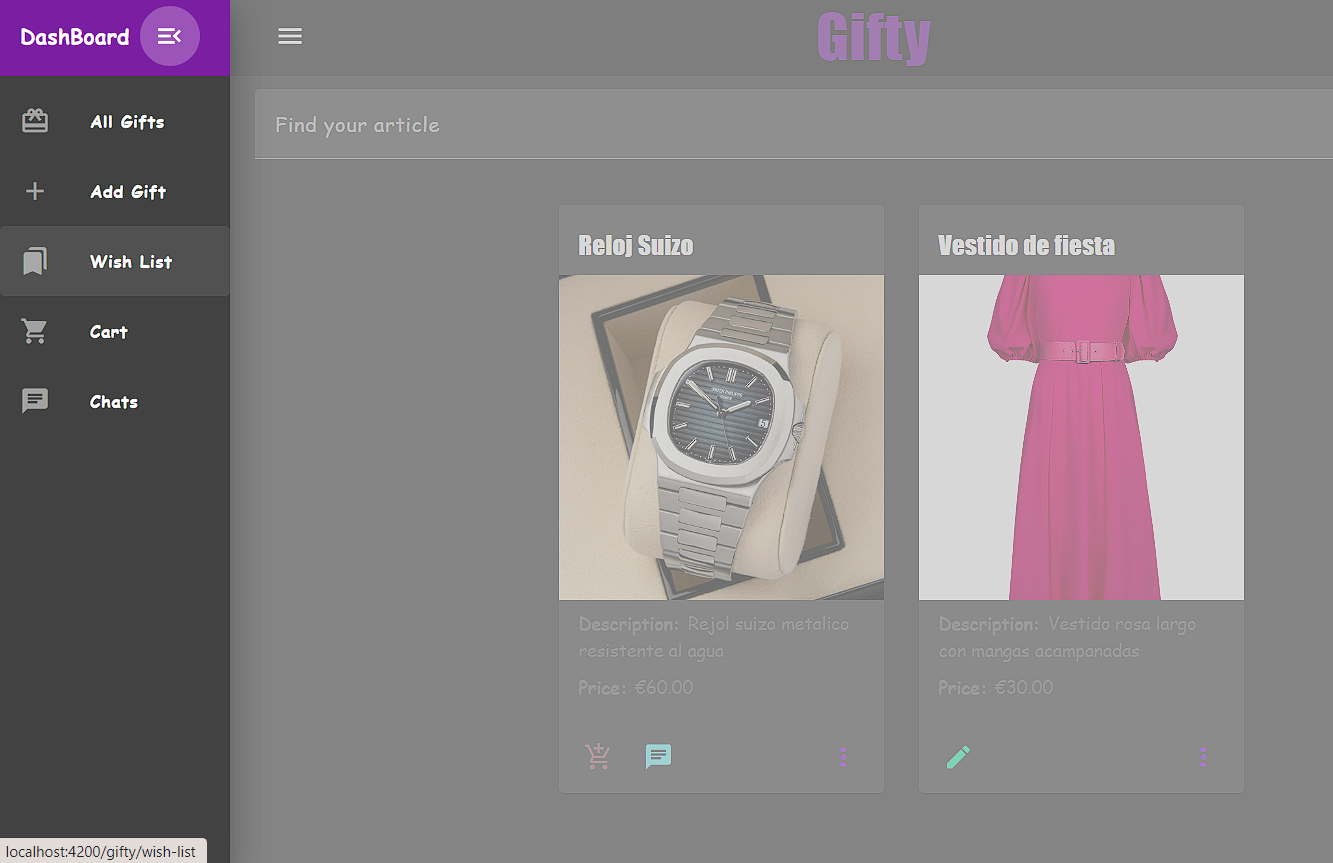 DashBoard
Gifty
All Gifts
Add Gift
Wish List
Cart
Chats
Find your article
Reloj Suizo
Description: Rejol suizo metalico
resistente al agua
Price: €60.00
Vestido de fiesta
Description: Vestido rosa largo
con mangas acampanadas
Price: €30.00
localhost:4200/gifty/wish-list